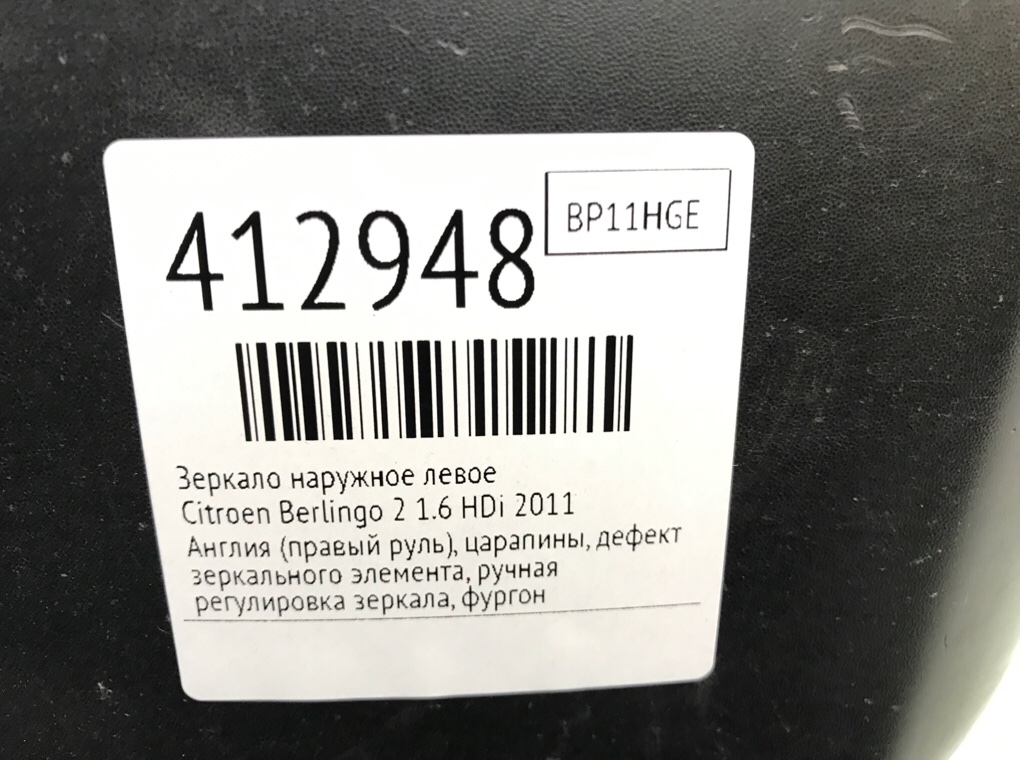 BP11HGE
412948
Зеркало наружное левое
Citroen Berlingo 2 1.6 HDi 2011
Англия (правый руль), царапины, дефект
зеркального элемента, ручная
регулировка зеркала, фургон